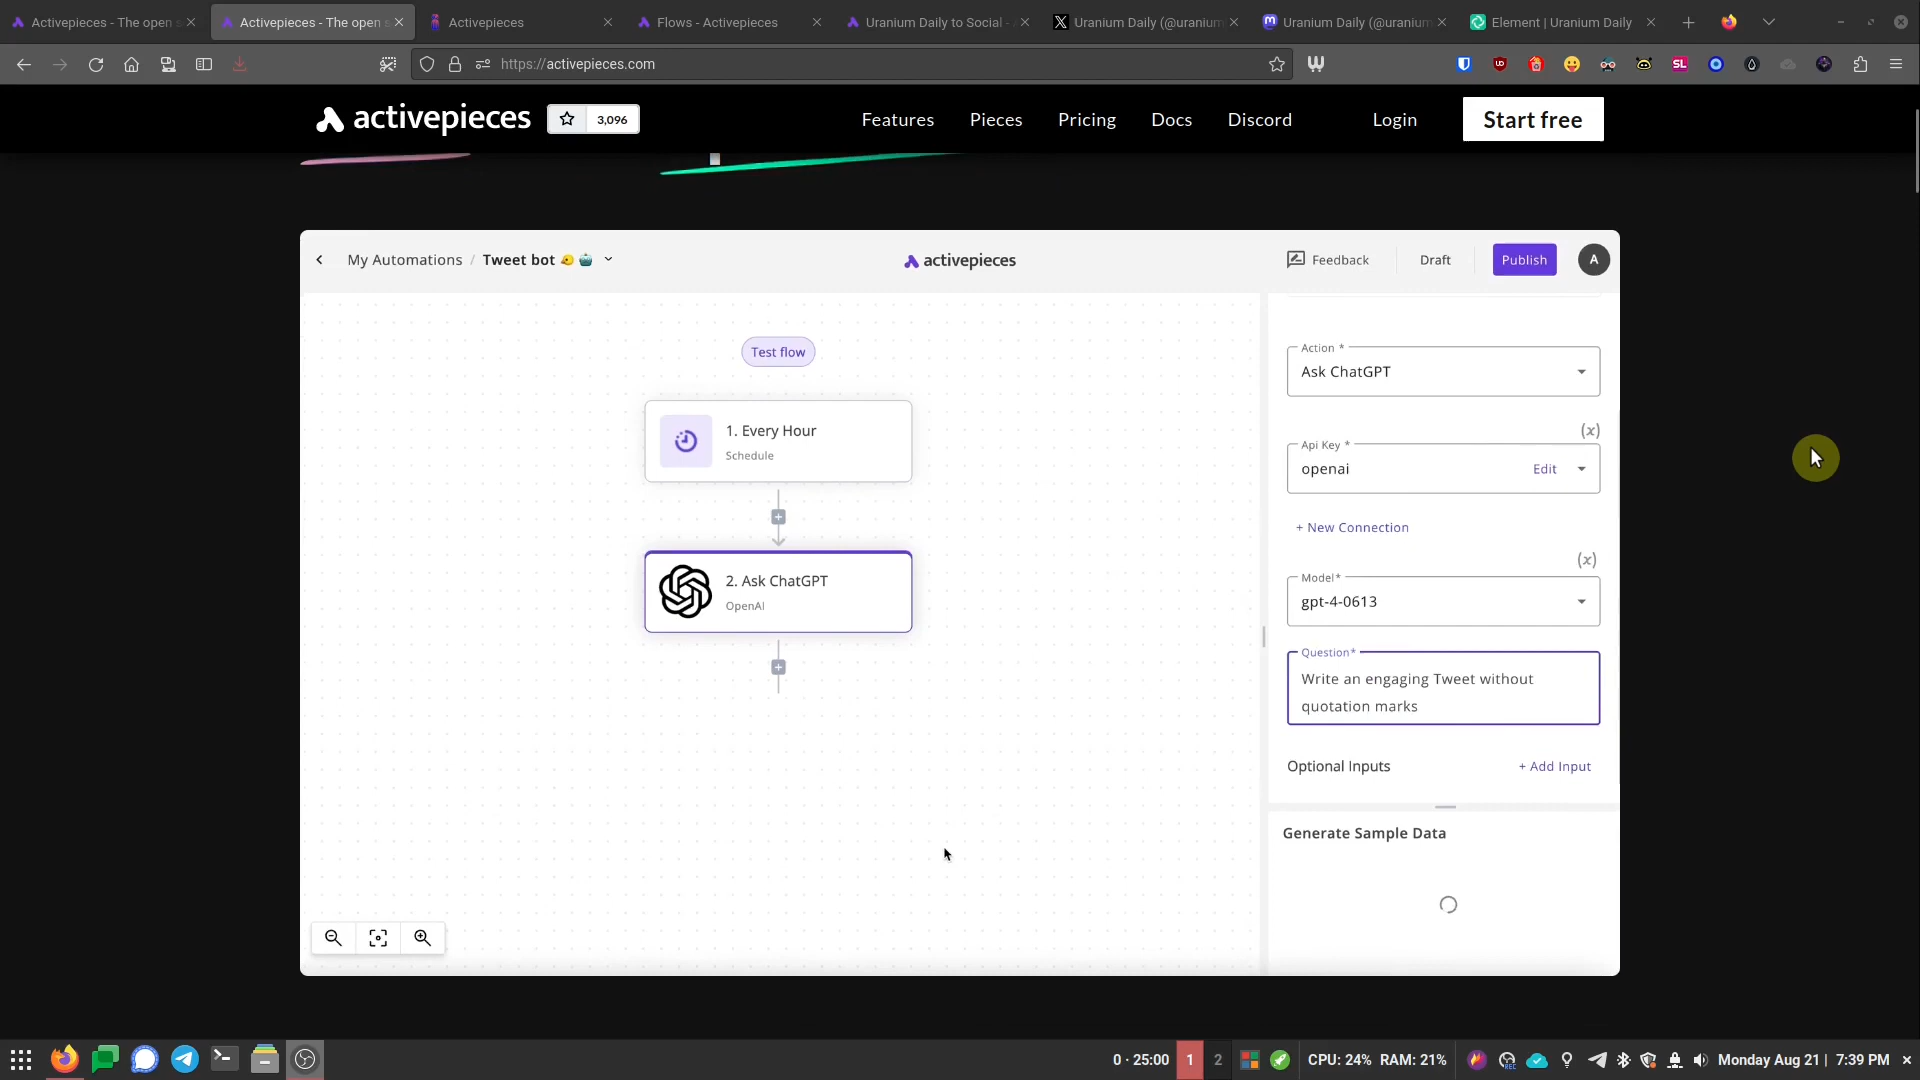 Activepieces - The open s
Activepieces - The open s
Activepieces
Flows - Activepieces
Uranium Daily to Social - A
Uranium Daily (@uranium
Uranium Daily (@uranium
Element | Uranium Daily
https://activepieces.com
activepieces
3,096
Features
Pieces
Pricing
Docs
Discord
Login
Start free
My Automations / Tweet bot
activepieces
Feedback
Draft
Publish
A
Test flow
1. Every Hour
Schedule
2. Ask ChatGPT
OpenAI
Action *
Ask ChatGPT
(x)
Api Key *
openai
Edit
+ New Connection
(x)
Model*
gpt-4-0613
Question*
Write an engaging Tweet without
quotation marks
Optional Inputs
+ Add Input
Generate Sample Data
0 · 25:00
1
2
CPU: 24% RAM: 21%
Monday Aug 21 | 7:39 PM